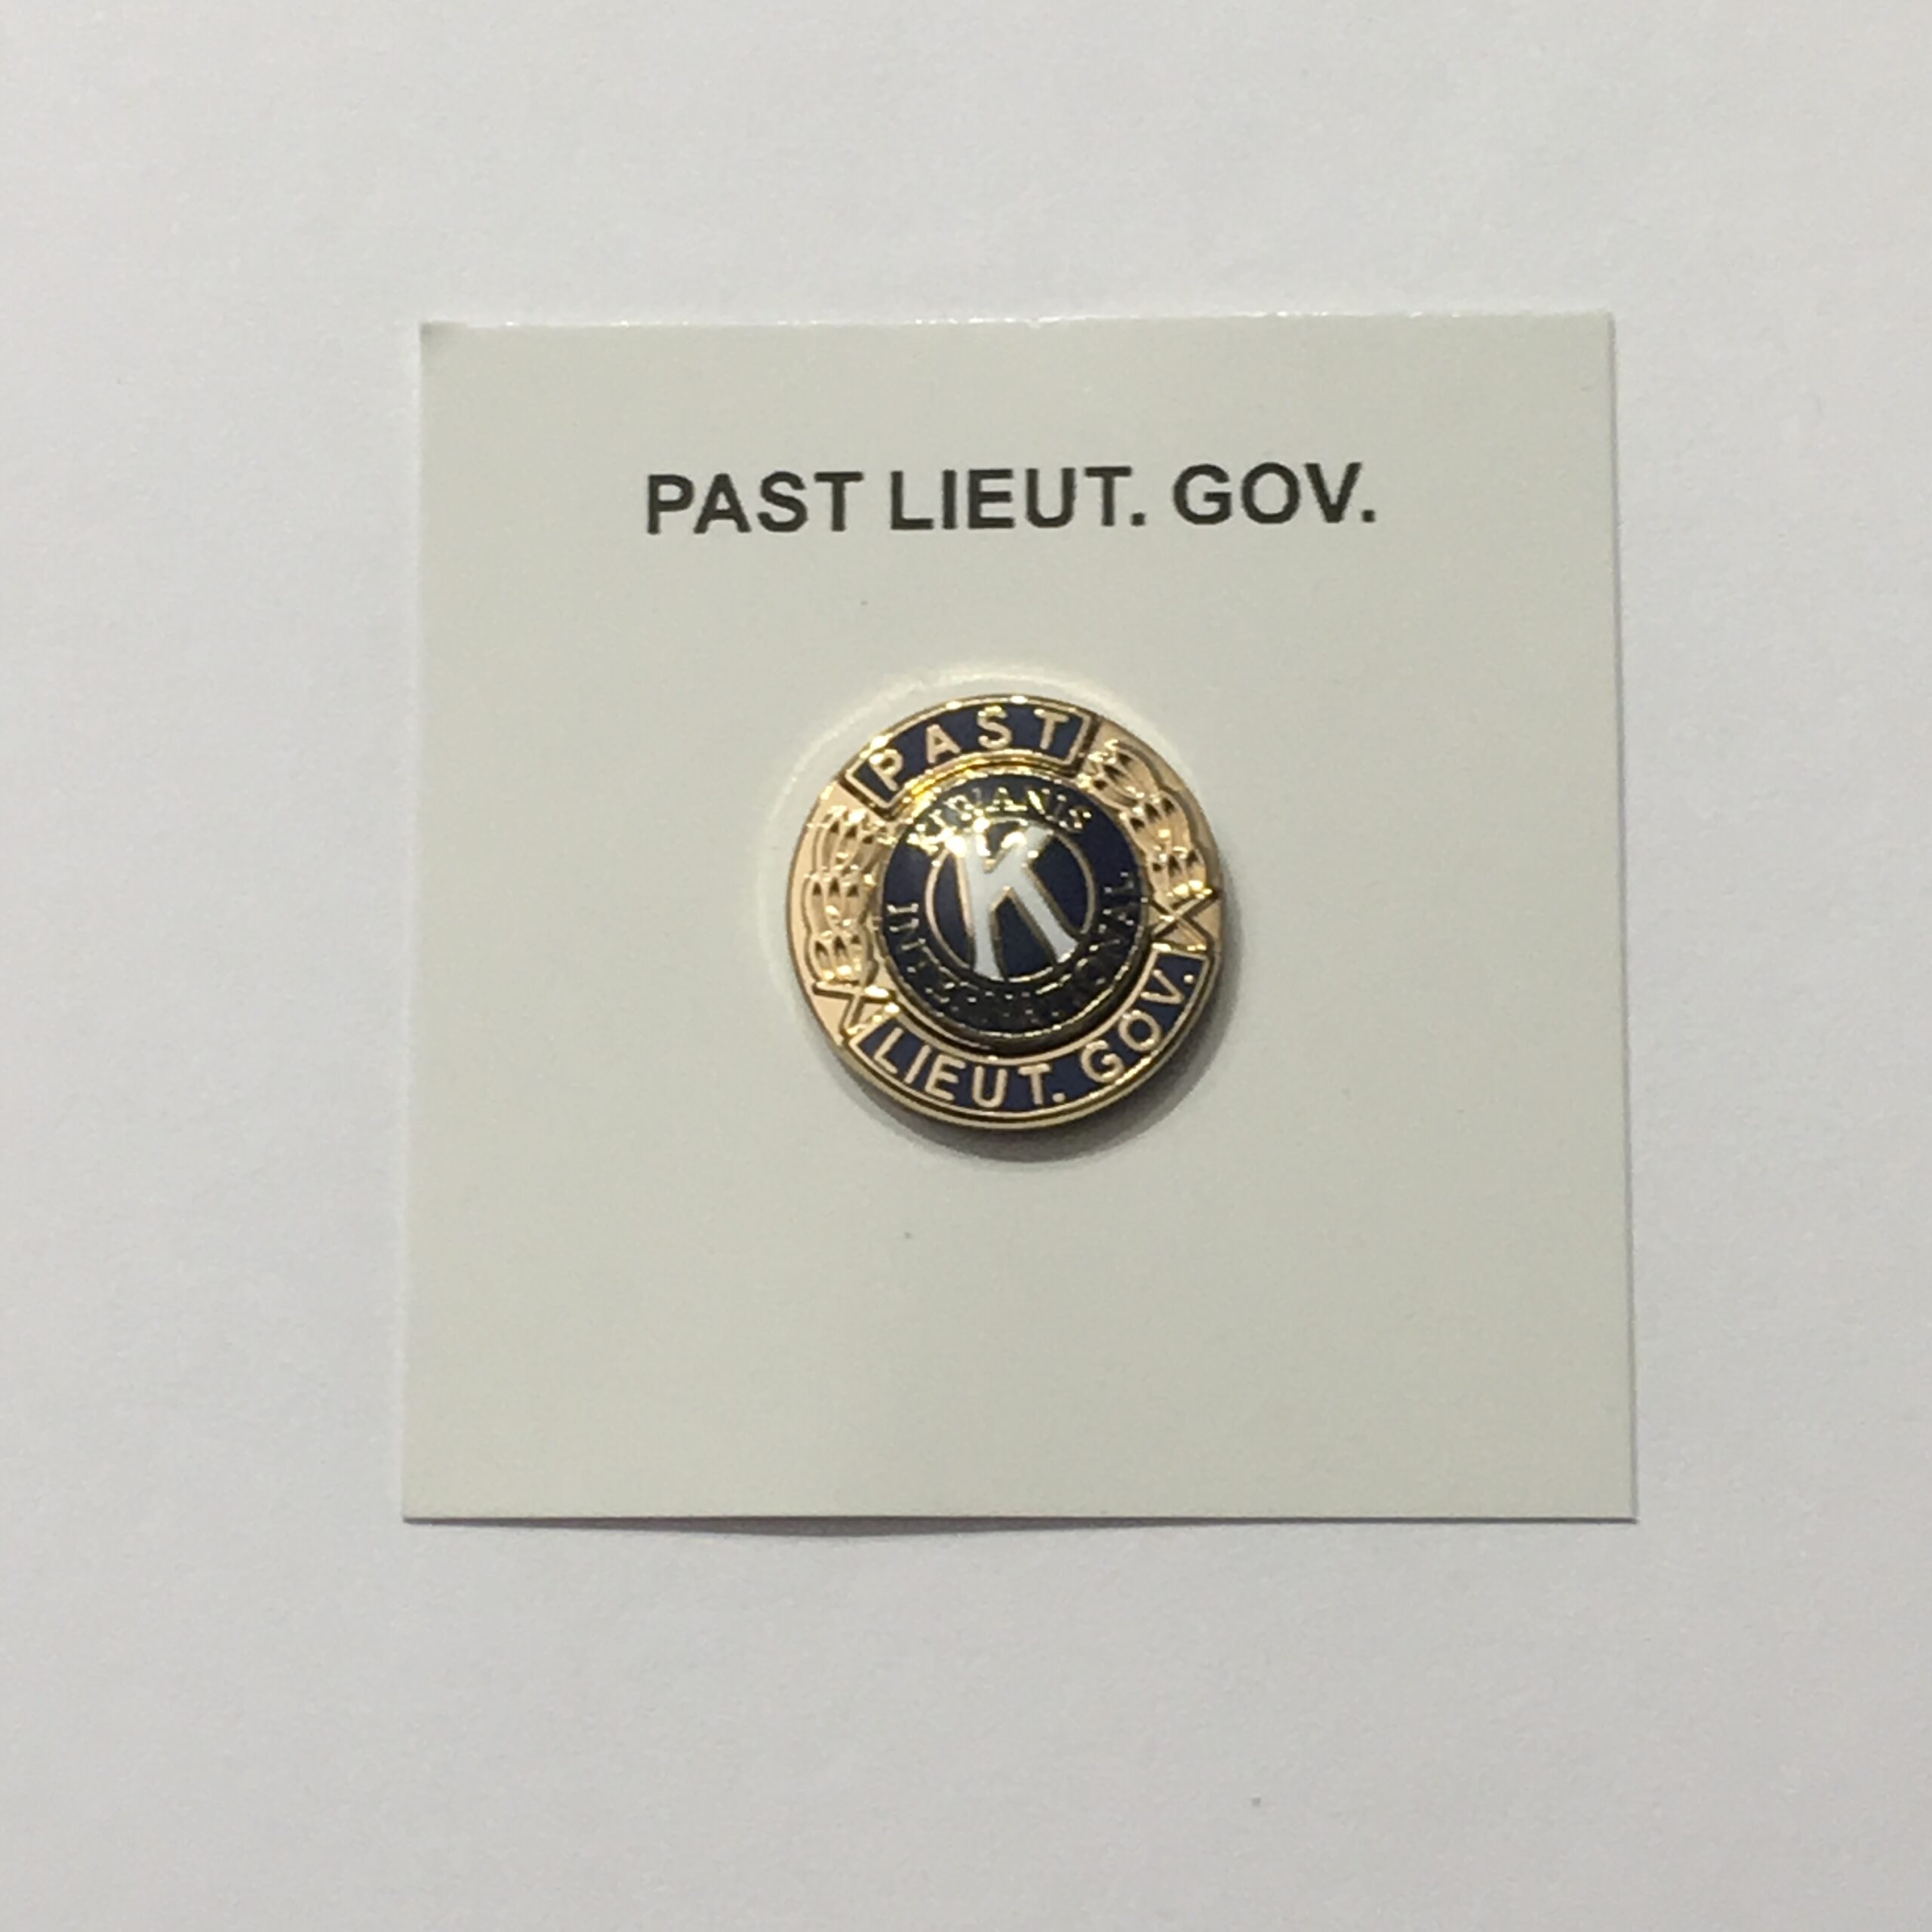 PAST LIEUT. GOV.
PAST
KIWANIS
K
INTERNATIONAL
LIEUT. GOV.